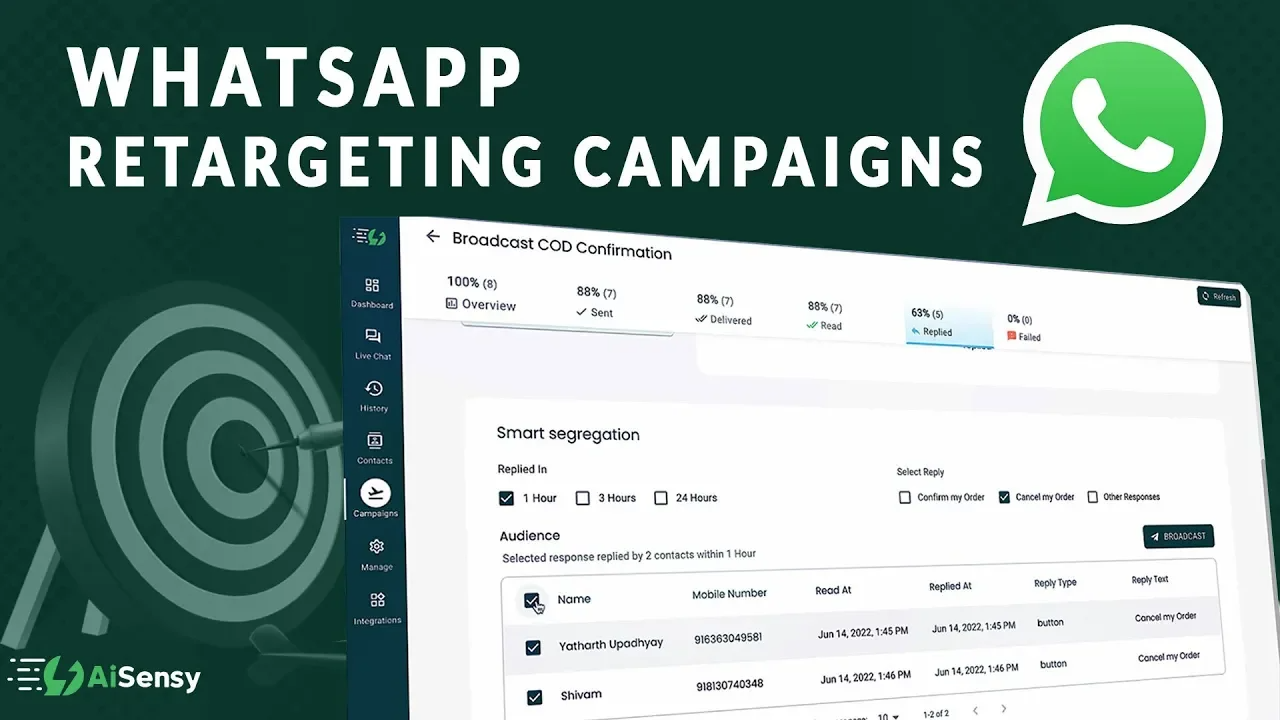 WHATSAPP
RETARGETING CAMPAIGNS
Broadcast COD Confirmation
Refresh
100% (8)
Overview
88% (7)
Sent
88% (7)
Delivered
88% (7)
Read
63% (5)
Replied
0% (0)
Failed
Dashboard
Live Chat
History
Contacts
Campaigns
Manage
Integrations
Smart segregation
Replied In
1 Hour 3 Hours 24 Hours
Select Reply
Confirm my Order Cancel my Order Other Responses
Audience
Selected response replied by 2 contacts within 1 Hour
BROADCAST
Name Mobile Number Read At Replied At Reply Type Reply Text
Yatharth Upadhyay 916363049581 Jun 14, 2022, 1:45 PM Jun 14, 2022, 1:45 PM button Cancel my Order
Shivam 918130740348 Jun 14, 2022, 1:46 PM Jun 14, 2022, 1:46 PM button Cancel my Order
10 1-2 of 2
AiSensy